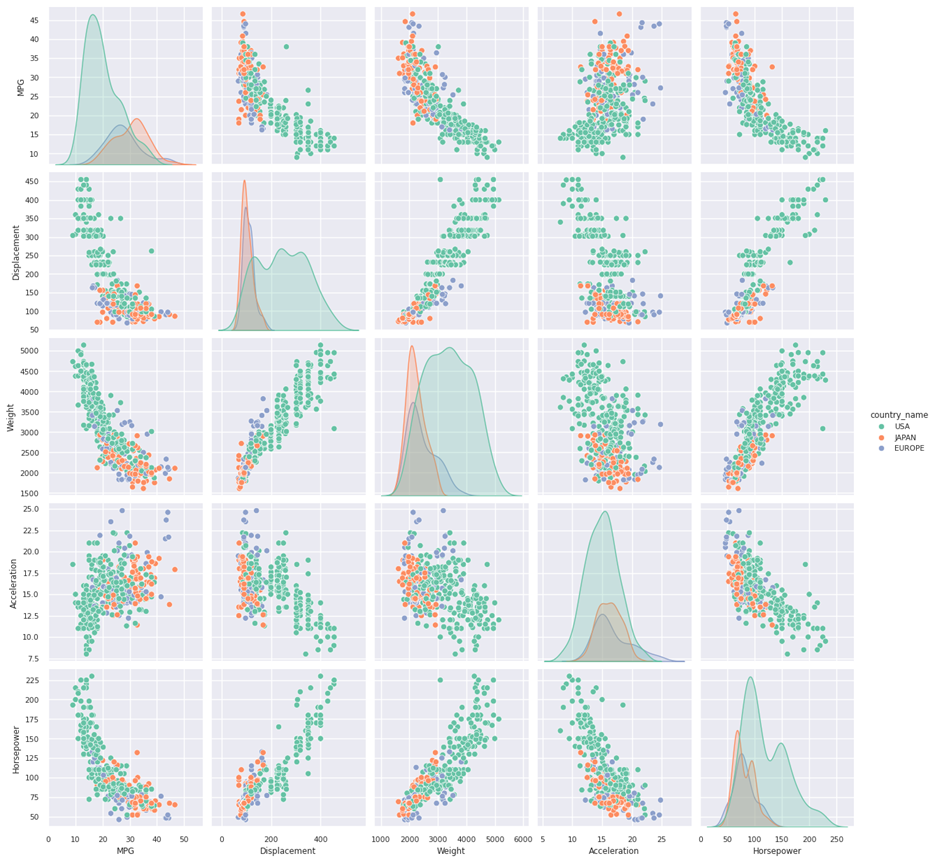 45
40
35
30
25
20
15
10
MPG
450
400
350
300
250
200
150
100
50
Displacement
5000
4500
4000
3500
3000
2500
2000
1500
Weight
country_name
USA
JAPAN
EUROPE
25.0
22.5
20.0
17.5
15.0
12.5
10.0
7.5
Acceleration
225
200
175
150
125
100
75
50
Horsepower
0 10 20 30 40 50
0 200 400
1000 2000 3000 4000 5000 6000
5 10 15 20 25
0 50 100 150 200 250
MPG
Displacement
Weight
Acceleration
Horsepower